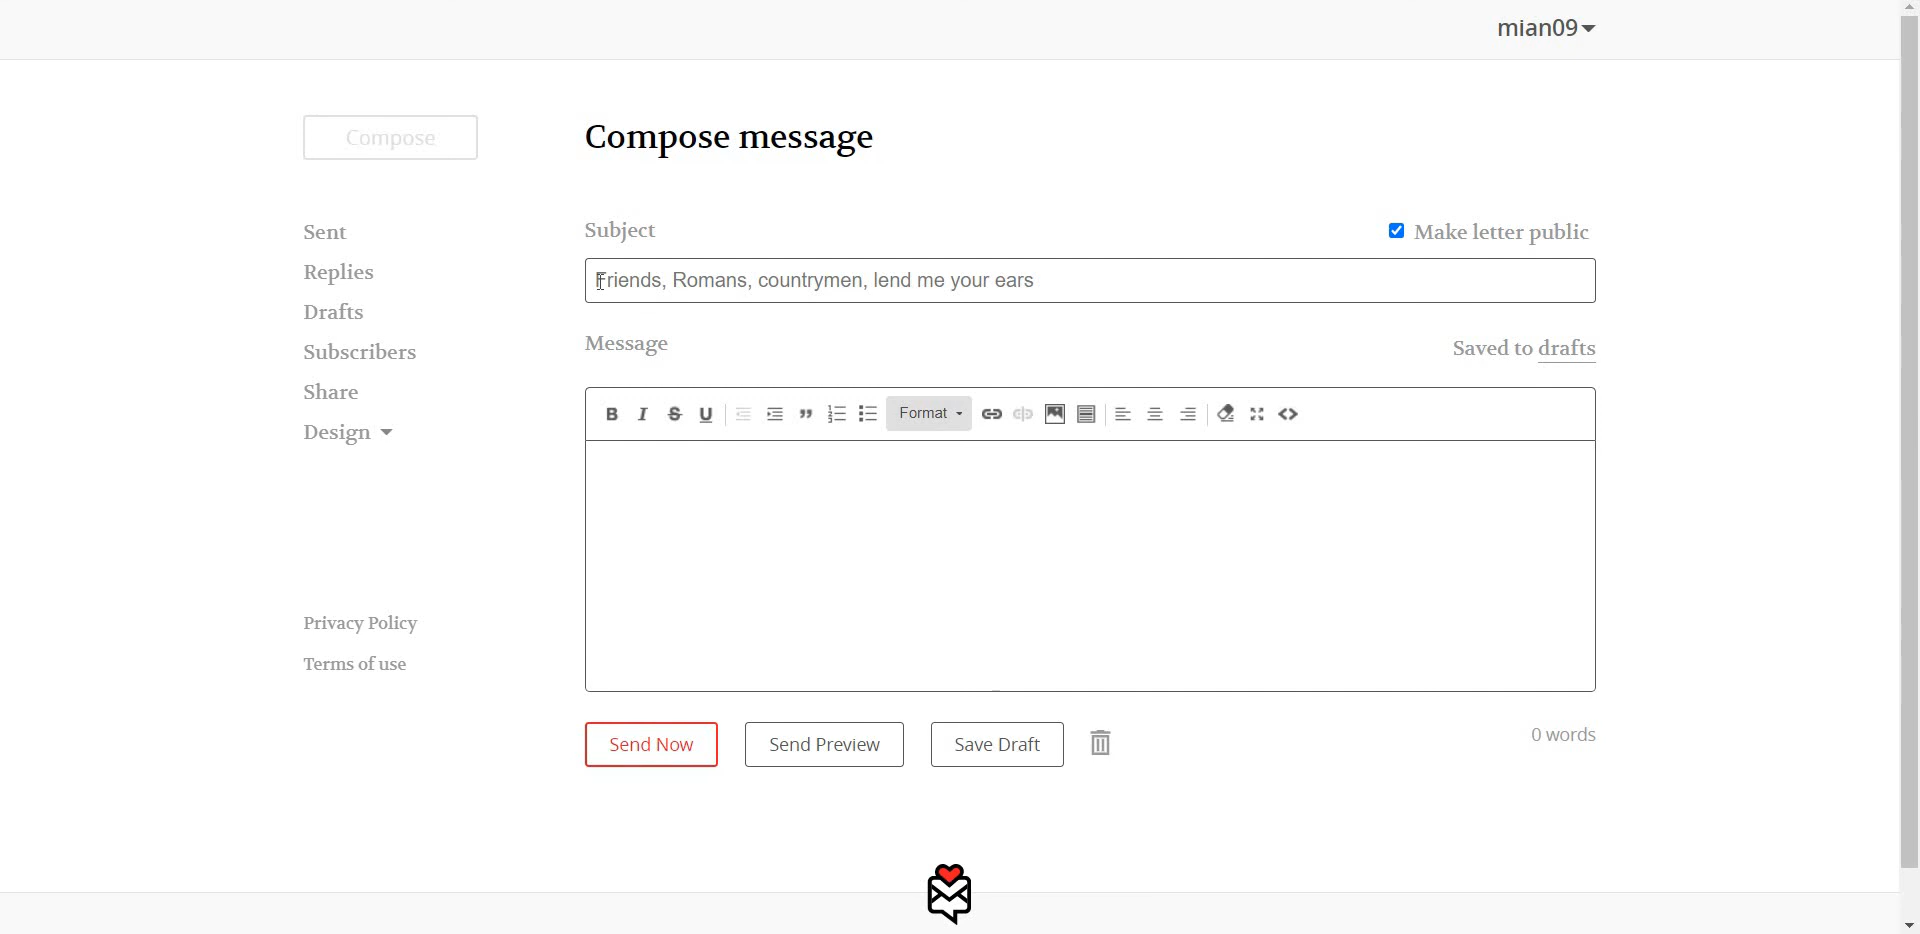 mian09
Compose
Compose message
Sent
Replies
Drafts
Subscribers
Share
Design
Privacy Policy
Terms of use
Subject
Make letter public
Friends, Romans, countrymen, lend me your ears
Message
Saved to drafts
B I S U Format
Send Now
Send Preview
Save Draft
0 words